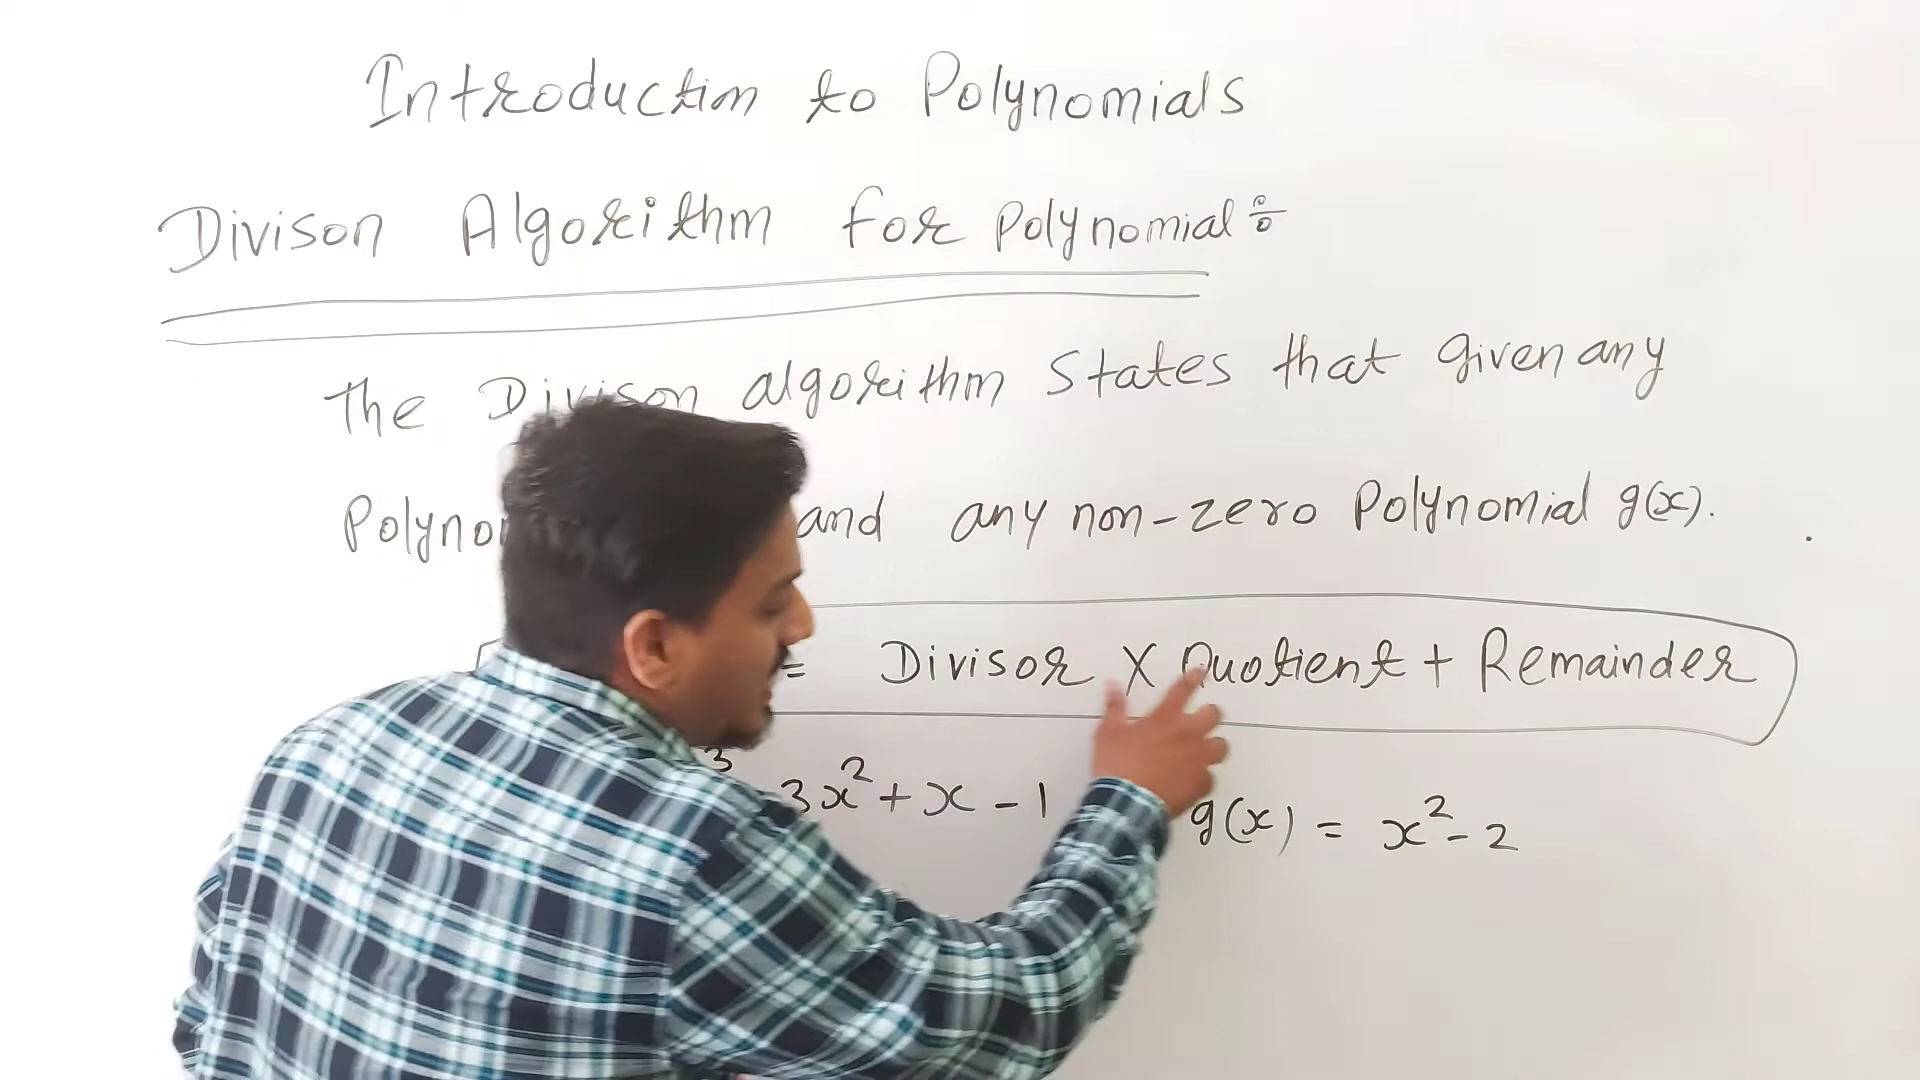 Introduction to Polynomials
Divison Algorithm for Polynomial ÷
The Divison algorithm States that given any
and any non-zero Polynomial g(x).
= Divisor X Quotient + Remainder
3x² + x - 1 g(x) = x² - 2